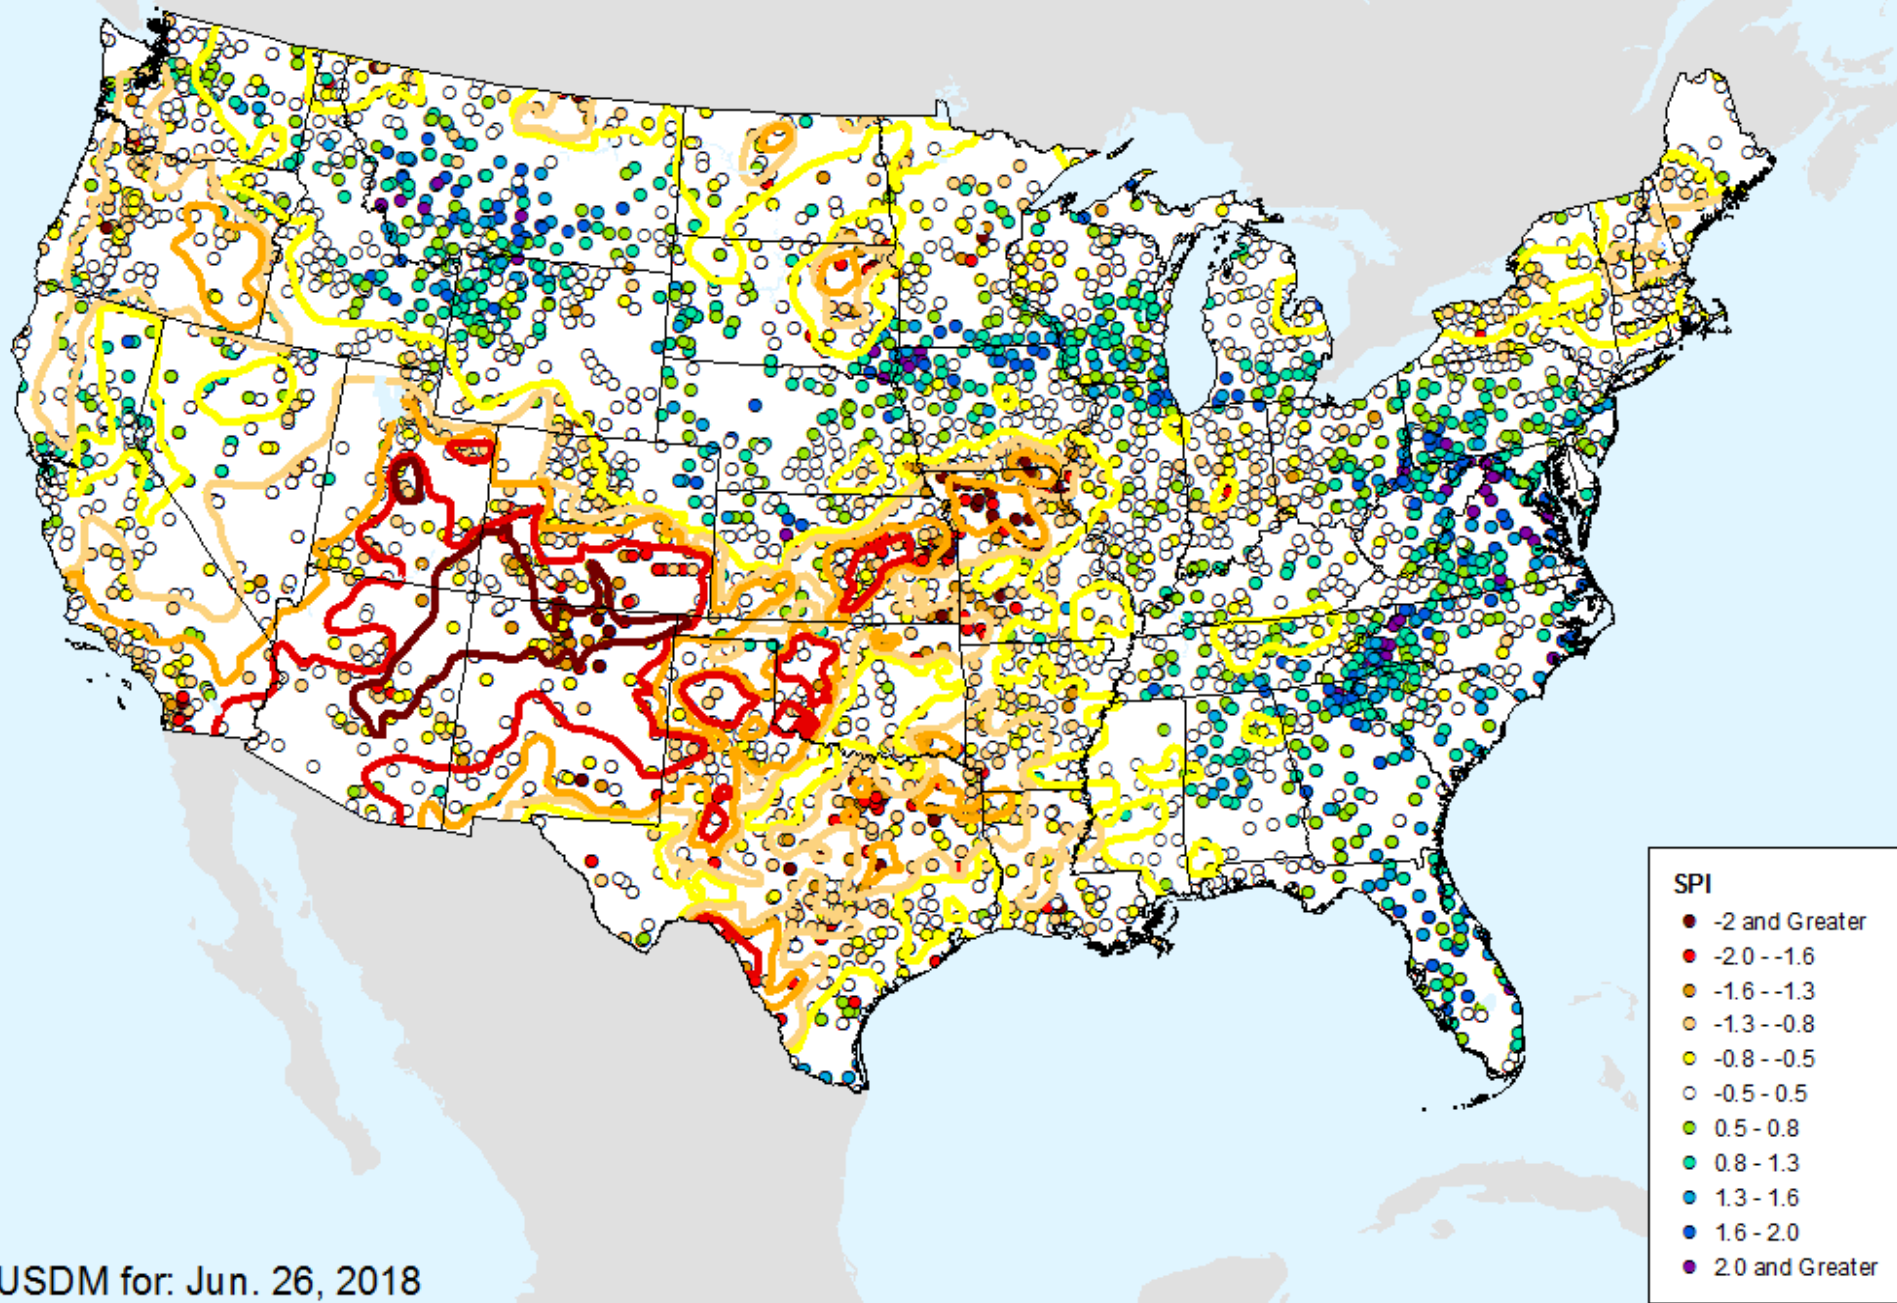 SPI
-2 and Greater
-2.0 - -1.6
-1.6 - -1.3
-1.3 - -0.8
-0.8 - -0.5
-0.5 - 0.5
0.5 - 0.8
0.8 - 1.3
1.3 - 1.6
1.6 - 2.0
2.0 and Greater
USDM for: Jun. 26, 2018